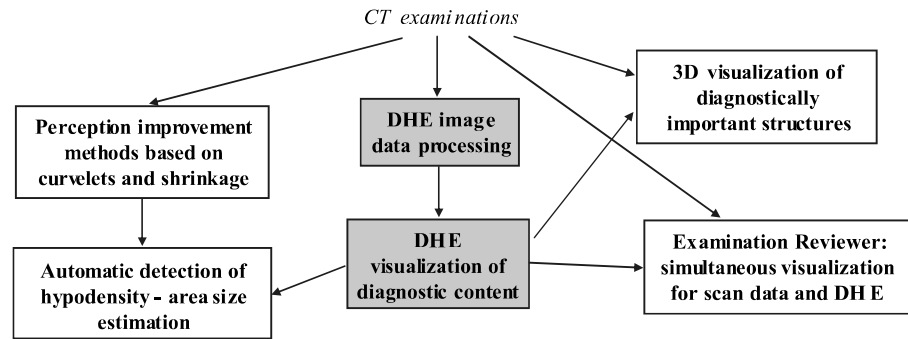 CT examinations
3D visualization of
diagnostically
important structures
Perception improvement
methods based on
curvelets and shrinkage
DHE image
data processing
DHE
visualization of
diagnostic content
Examination Reviewer:
simultaneous visualization
for scan data and DHE
Automatic detection of
hypodensity - area size
estimation